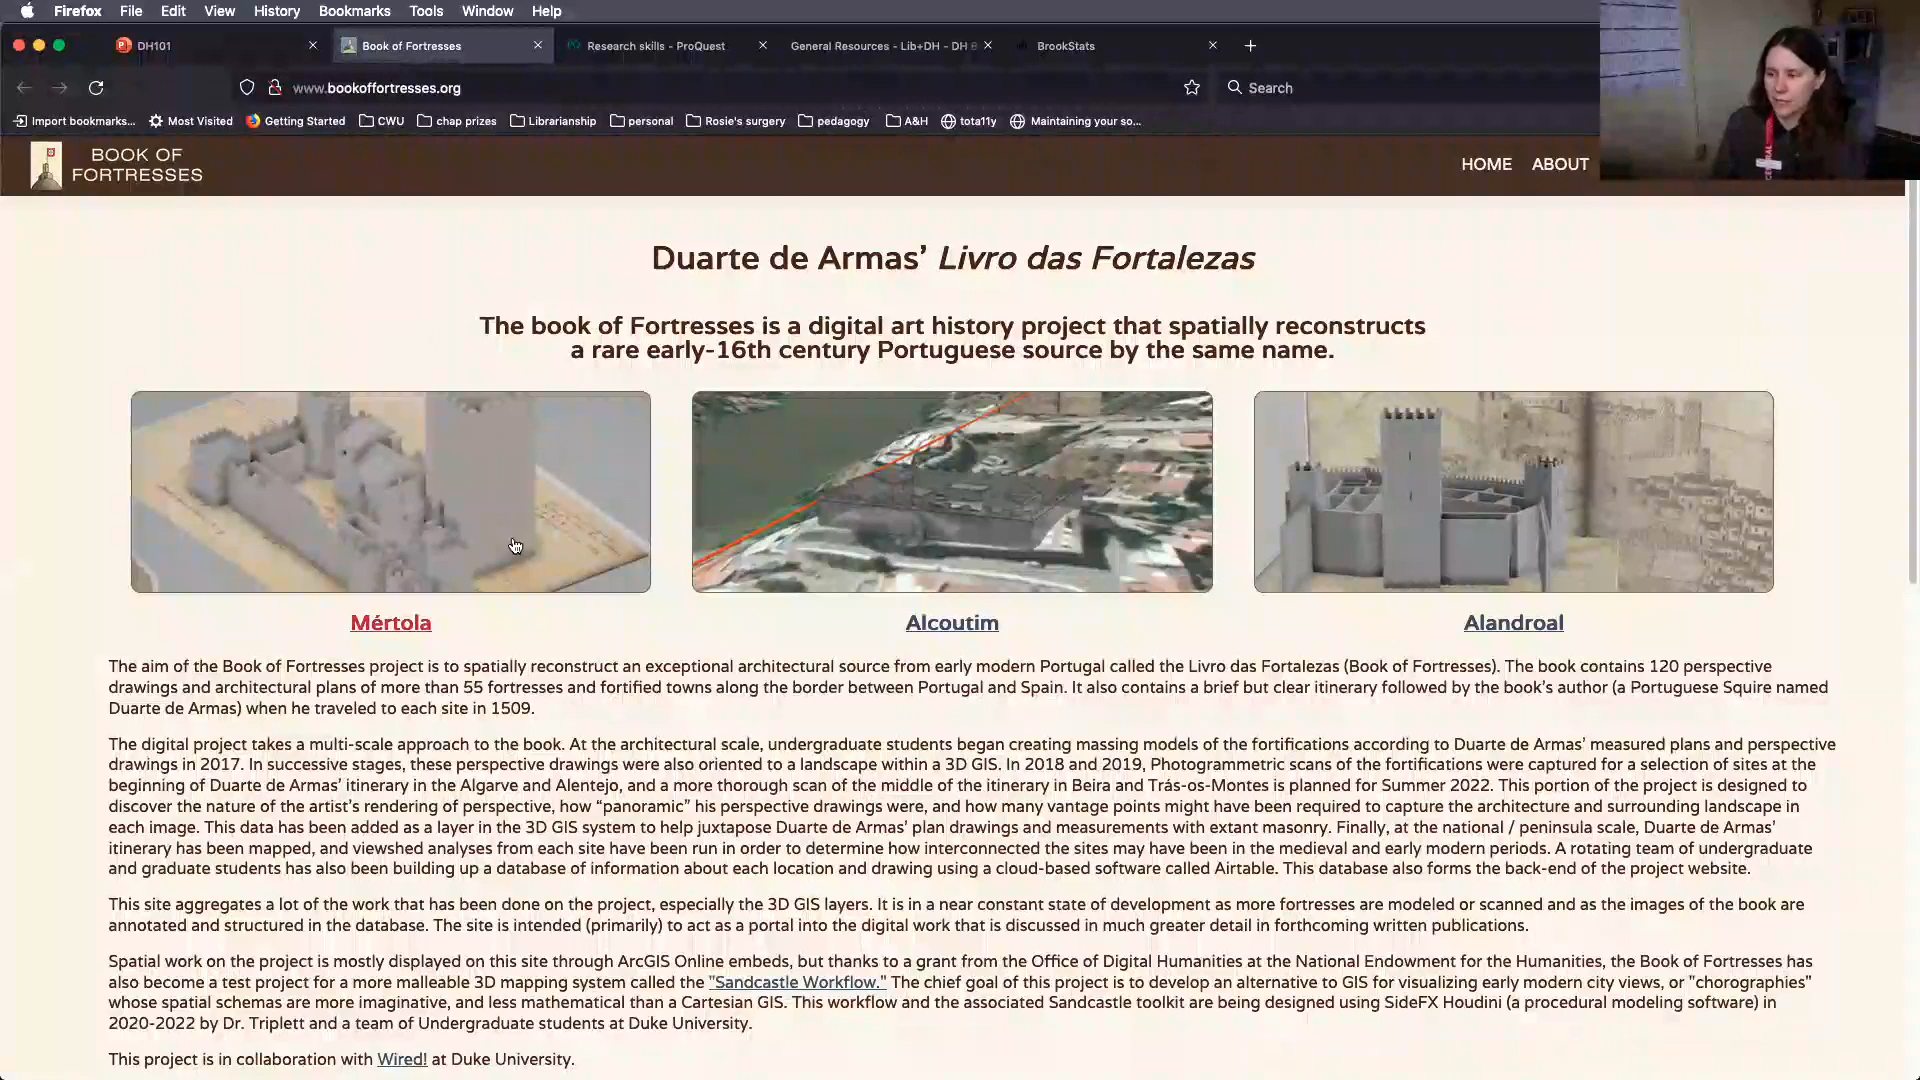 Firefox File Edit View History Bookmarks Tools Window Help
DH101
Book of Fortresses
Research skills - ProQuest
General Resources - Lib+DH - DH
BrookStats
www.bookoffortresses.org
Search
Import bookmarks... Most Visited Getting Started CWU chap prizes Librarianship personal Rosie's surgery pedagogy A&H tota11y Maintaining your so...
BOOK OF
FORTRESSES
HOME ABOUT
Duarte de Armas' Livro das Fortalezas
The book of Fortresses is a digital art history project that spatially reconstructs
a rare early-16th century Portuguese source by the same name.
Mértola
Alcoutim
Alandroal
The aim of the Book of Fortresses project is to spatially reconstruct an exceptional architectural source from early modern Portugal called the Livro das Fortalezas (Book of Fortresses). The book contains 120 perspective
drawings and architectural plans of more than 55 fortresses and fortified towns along the border between Portugal and Spain. It also contains a brief but clear itinerary followed by the book's author (a Portuguese Squire named
Duarte de Armas) when he traveled to each site in 1509.
The digital project takes a multi-scale approach to the book. At the architectural scale, undergraduate students began creating massing models of the fortifications according to Duarte de Armas' measured plans and perspective
drawings in 2017. In successive stages, these perspective drawings were also oriented to a landscape within a 3D GIS. In 2018 and 2019, Photogrammetric scans of the fortifications were captured for a selection of sites at the
beginning of Duarte de Armas' itinerary in the Algarve and Alentejo, and a more thorough scan of the middle of the itinerary in Beira and Trás-os-Montes is planned for Summer 2022. This portion of the project is designed to
discover the nature of the artist's rendering of perspective, how “panoramic” his perspective drawings were, and how many vantage points might have been required to capture the architecture and surrounding landscape in
each image. This data has been added as a layer in the 3D GIS system to help juxtapose Duarte de Armas' plan drawings and measurements with extant masonry. Finally, at the national / peninsula scale, Duarte de Armas'
itinerary has been mapped, and viewshed analyses from each site have been run in order to determine how interconnected the sites may have been in the medieval and early modern periods. A rotating team of undergraduate
and graduate students has also been building up a database of information about each location and drawing using a cloud-based software called Airtable. This database also forms the back-end of the project website.
This site aggregates a lot of the work that has been done on the project, especially the 3D GIS layers. It is in a near constant state of development as more fortresses are modeled or scanned and as the images of the book are
annotated and structured in the database. The site is intended (primarily) to act as a portal into the digital work that is discussed in much greater detail in forthcoming written publications.
Spatial work on the project is mostly displayed on this site through ArcGIS Online embeds, but thanks to a grant from the Office of Digital Humanities at the National Endowment for the Humanities, the Book of Fortresses has
also become a test project for a more malleable 3D mapping system called the "Sandcastle Workflow." The chief goal of this project is to develop an alternative to GIS for visualizing early modern city views, or "chorographies"
whose spatial schemas are more imaginative, and less mathematical than a Cartesian GIS. This workflow and the associated Sandcastle toolkit are being designed using SideFX Houdini (a procedural modeling software) in
2020-2022 by Dr. Triplett and a team of Undergraduate students at Duke University.
This project is in collaboration with Wired! at Duke University.